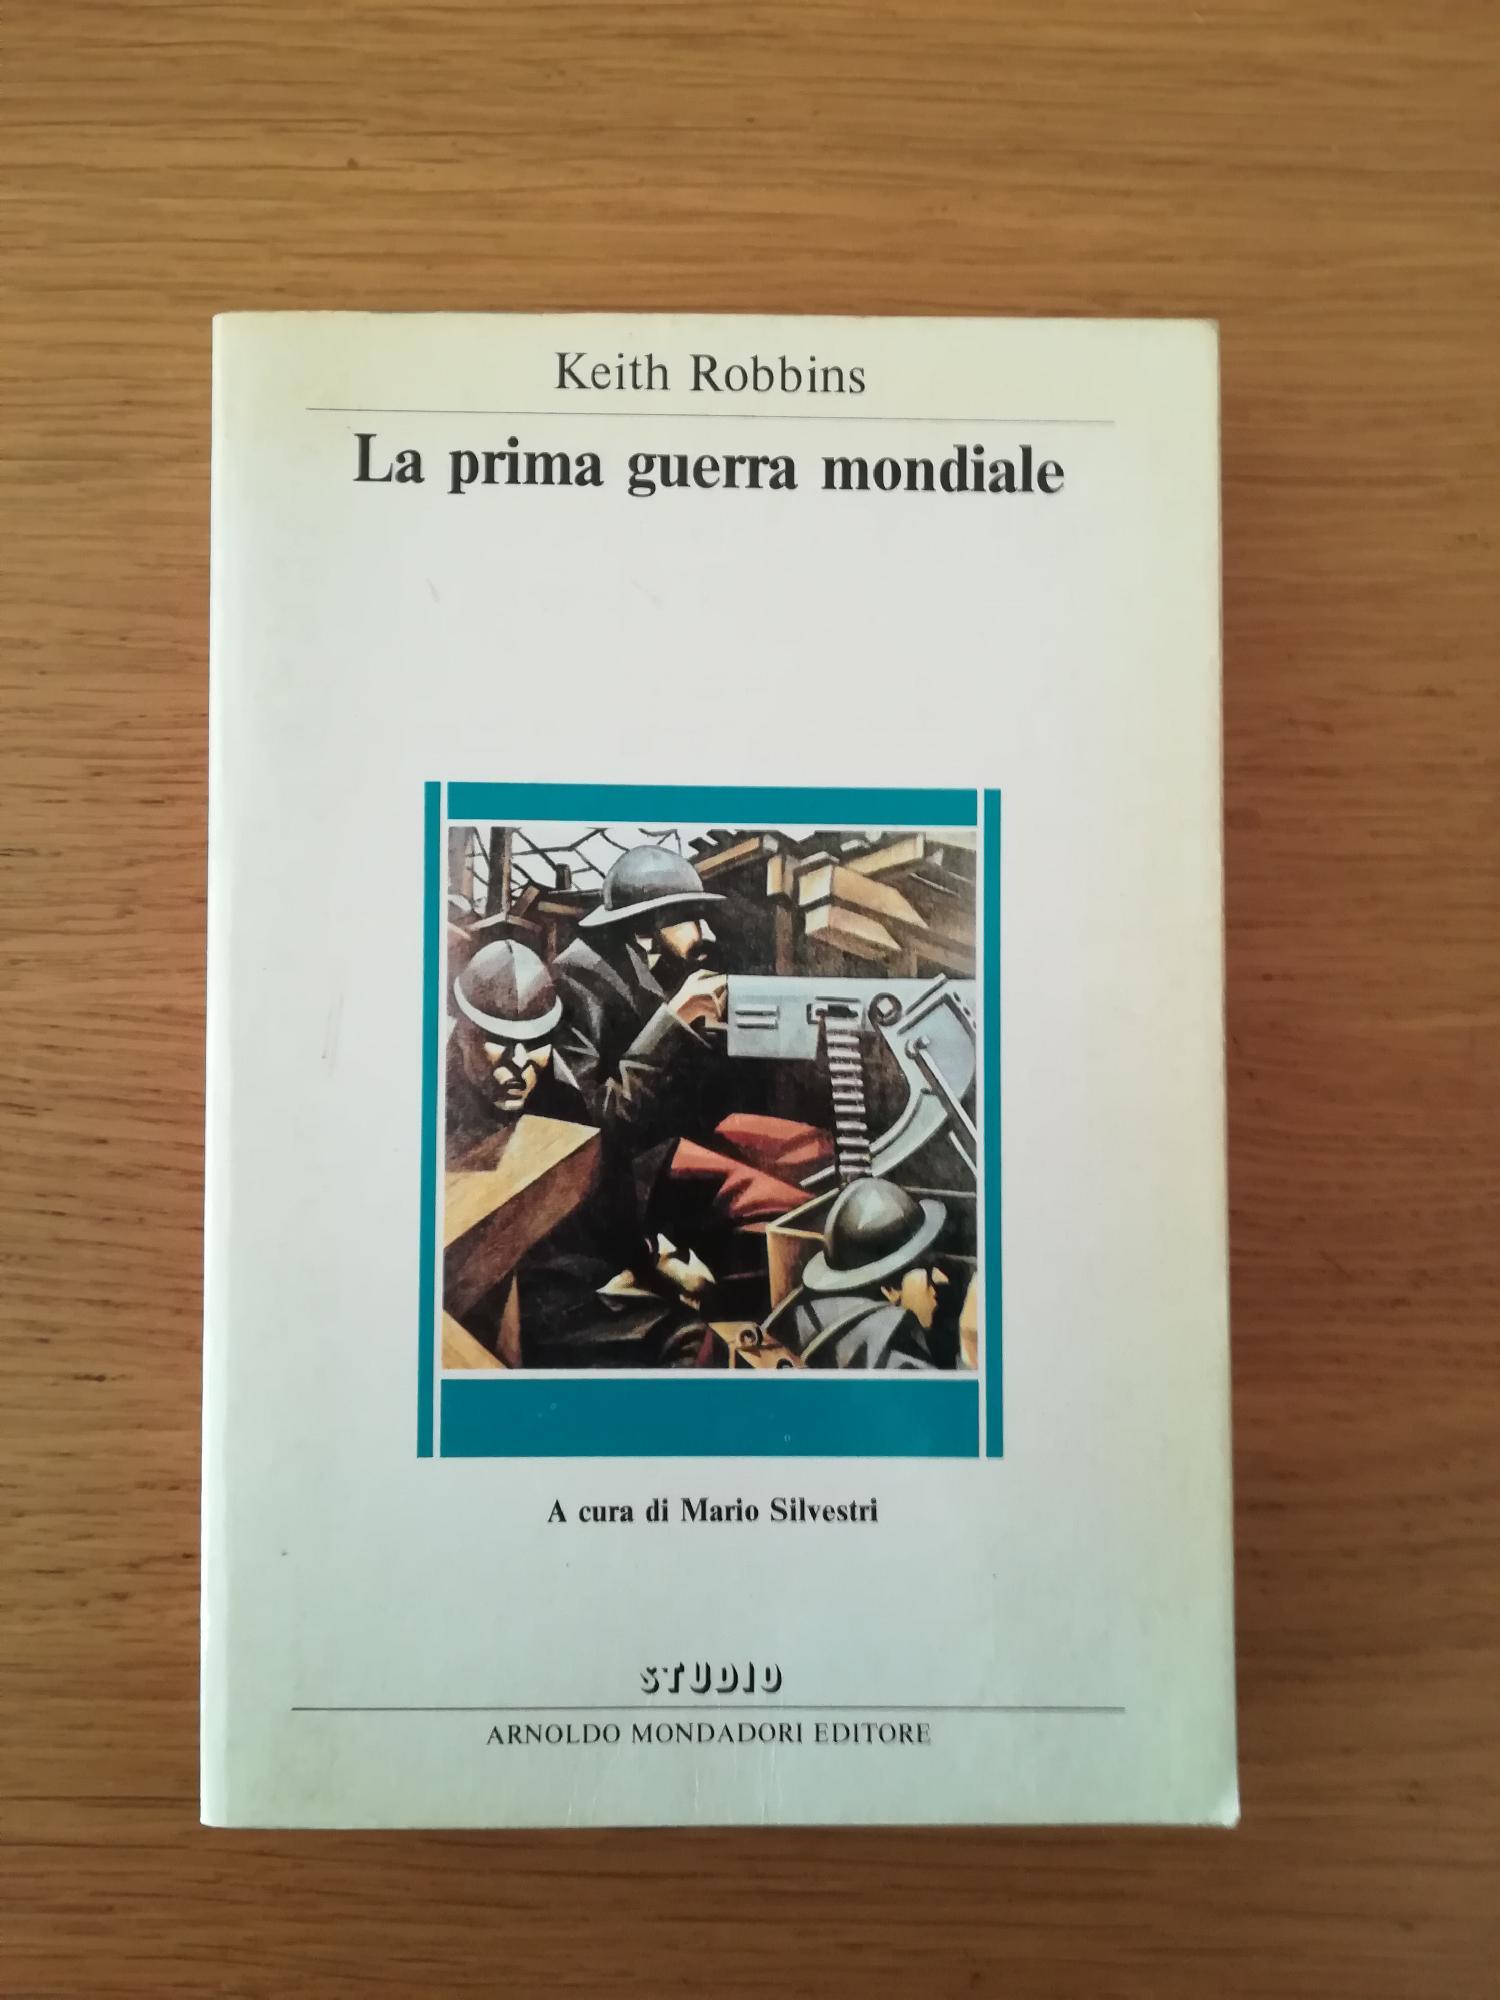 Keith Robbins
La prima guerra mondiale
A cura di Mario Silvestri
STUDIO
ARNOLDO MONDADORI EDITORE